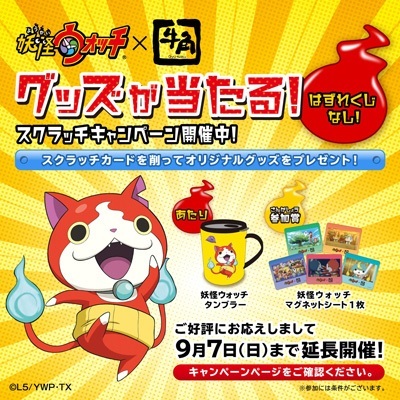 妖怪ウォッチ × 牛角
グッズが当たる!
はずれくじなし!
スクラッチキャンペーン開催中!
スクラッチカードを削ってオリジナルグッズをプレゼント!
あたり
さんかしょう
参加賞
妖怪ウォッチ
タンブラー
妖怪ウォッチ
マグネットシート1枚
ご好評にお応えしまして
9月7日(日)まで延長開催!
キャンペーンページをご確認ください。
©L5/YWP・TX
※参加には条件がございます。